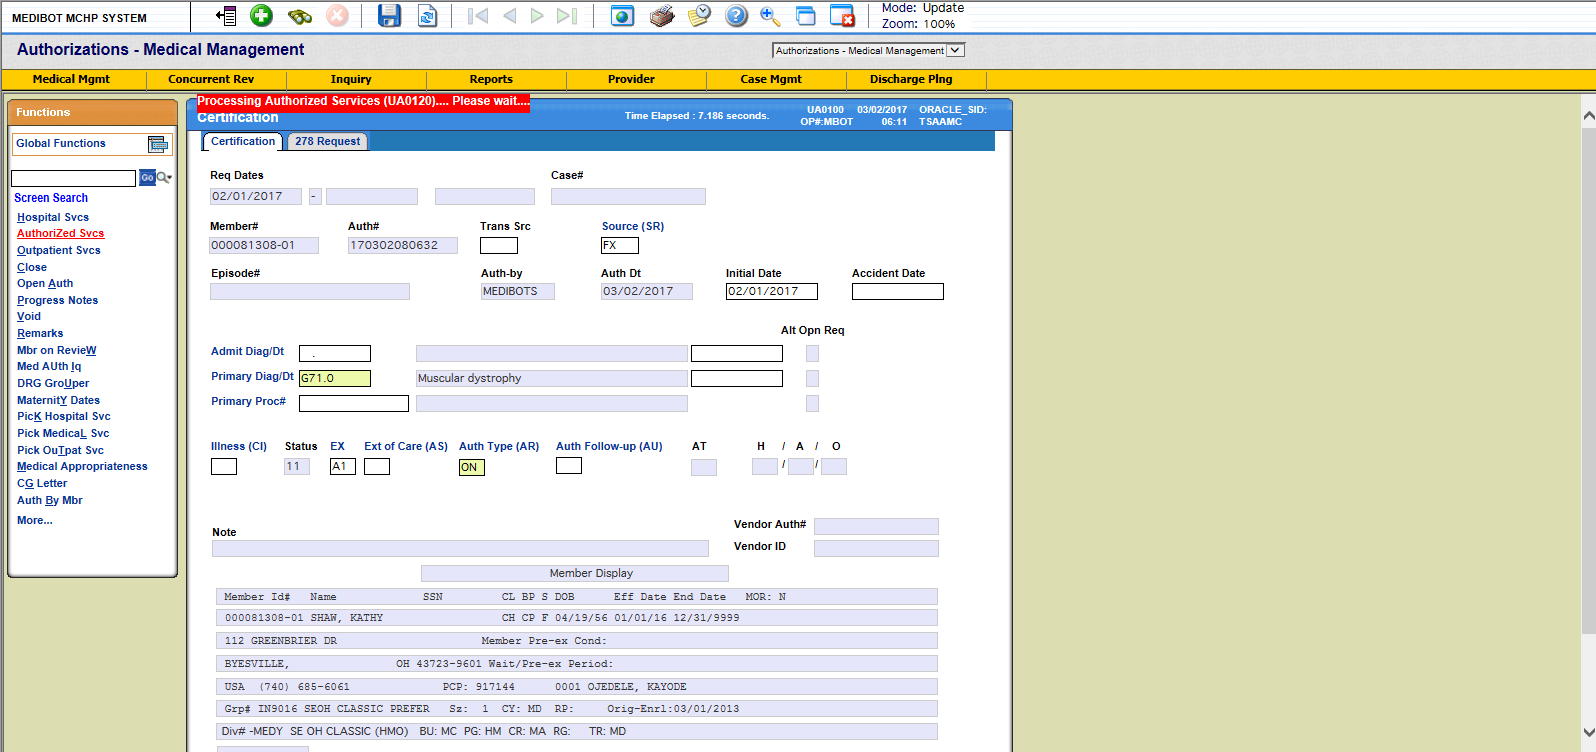 MEDIBOT MCHP SYSTEM
Mode: Update
Zoom: 100%
Authorizations - Medical Management
Authorizations - Medical Management
Medical Mgmt Concurrent Rev Inquiry Reports Provider Case Mgmt Discharge Plng
Functions
Global Functions
Go
Screen Search
Hospital Svcs
AuthoriZed Svcs
Outpatient Svcs
Close
Open Auth
Progress Notes
Void
Remarks
Mbr on RevieW
Med AUth Iq
DRG GroUper
MaternitY Dates
PicK Hospital Svc
Pick MedicaL Svc
Pick OuTpat Svc
Medical Appropriateness
CG Letter
Auth By Mbr
More...
Processing Authorized Services (UA0120).... Please wait....
Certification
Time Elapsed : 7.186 seconds.
UA0100 03/02/2017 ORACLE_SID:
OP#:MBOT 06:11 TSAAMC
Certification 278 Request
Req Dates Case#
02/01/2017 -
Member# Auth# Trans Src Source (SR)
000081308-01 170302080632 FX
Episode# Auth-by Auth Dt Initial Date Accident Date
MEDIBOTS 03/02/2017 02/01/2017
Alt Opn Req
Admit Diag/Dt .
Primary Diag/Dt G71.0 Muscular dystrophy
Primary Proc#
Illness (CI) Status EX Ext of Care (AS) Auth Type (AR) Auth Follow-up (AU) AT H / A / O
11 A1 ON / /
Vendor Auth#
Note
Vendor ID
Member Display
Member Id# Name SSN CL BP S DOB Eff Date End Date MOR: N
000081308-01 SHAW, KATHY CH CP F 04/19/56 01/01/16 12/31/9999
112 GREENBRIER DR Member Pre-ex Cond:
BYESVILLE, OH 43723-9601 Wait/Pre-ex Period:
USA (740) 685-6061 PCP: 917144 0001 OJEDELE, KAYODE
Grp# IN9016 SEOH CLASSIC PREFER Sz: 1 CY: MD RP: Orig-Enrl:03/01/2013
Div# -MEDY SE OH CLASSIC (HMO) BU: MC PG: HM CR: MA RG: TR: MD